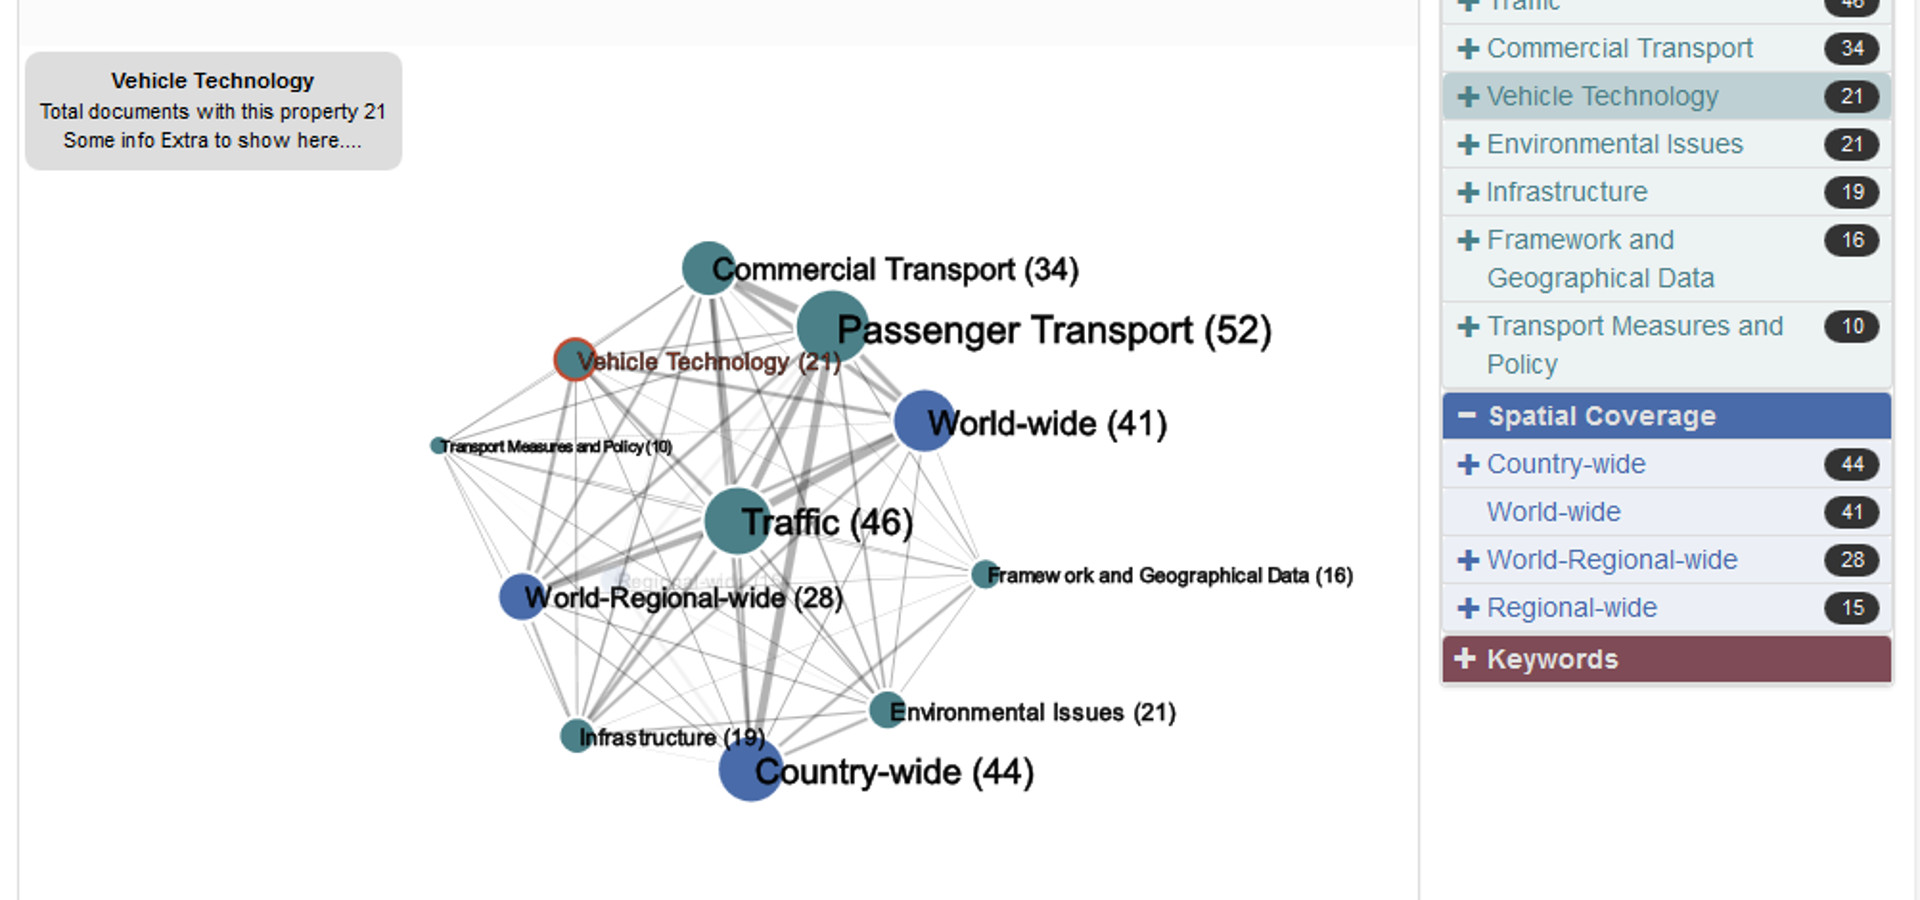 Vehicle Technology
Total documents with this property 21
Some info Extra to show here....
Commercial Transport (34)
Passenger Transport (52)
Vehicle Technology (21)
World-wide (41)
Transport Measures and Policy (10)
Traffic (46)
Framework and Geographical Data (16)
Regional-wide
World-Regional-wide (28)
Environmental Issues (21)
Infrastructure (19)
Country-wide (44)
Traffic 46
Commercial Transport 34
Vehicle Technology 21
Environmental Issues 21
Infrastructure 19
Framework and 16
Geographical Data
Transport Measures and 10
Policy
Spatial Coverage
Country-wide 44
World-wide 41
World-Regional-wide 28
Regional-wide 15
Keywords